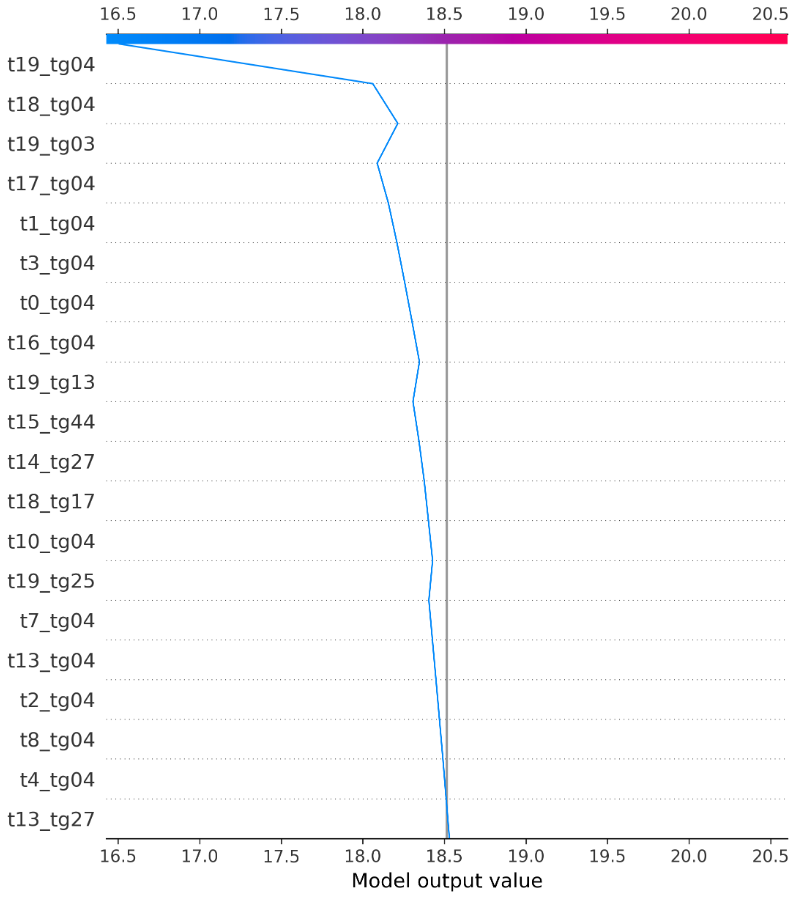 16.5 17.0 17.5 18.0 18.5 19.0 19.5 20.0 20.5
t19_tg04
t18_tg04
t19_tg03
t17_tg04
t1_tg04
t3_tg04
t0_tg04
t16_tg04
t19_tg13
t15_tg44
t14_tg27
t18_tg17
t10_tg04
t19_tg25
t7_tg04
t13_tg04
t2_tg04
t8_tg04
t4_tg04
t13_tg27
16.5 17.0 17.5 18.0 18.5 19.0 19.5 20.0 20.5
Model output value